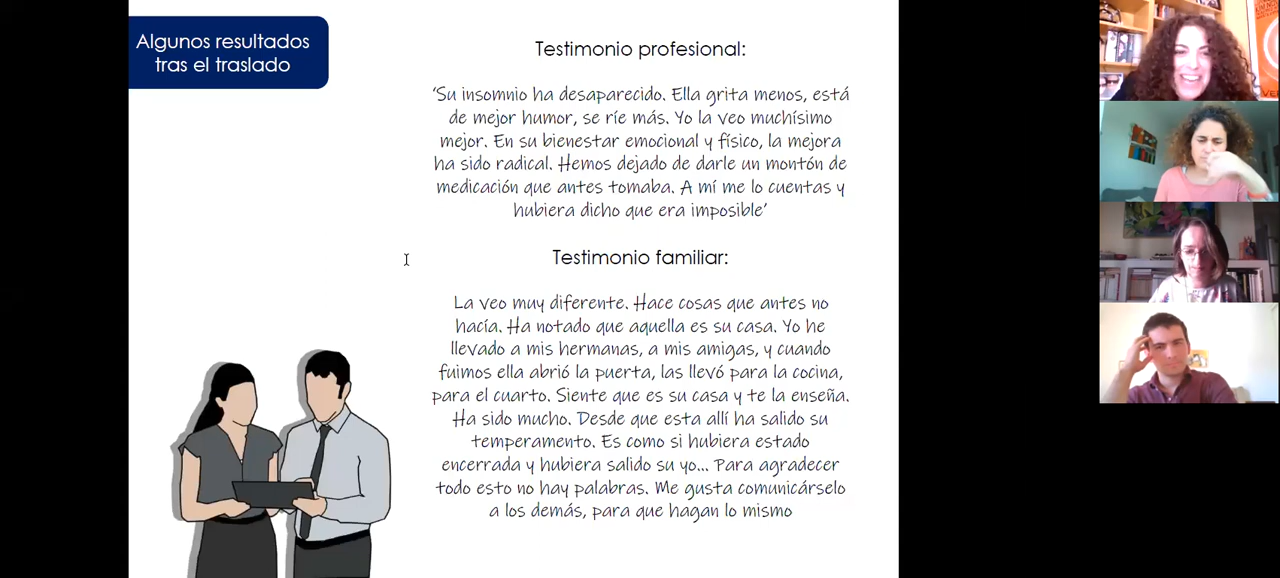 Algunos resultados
tras el traslado
Testimonio profesional:
‘Su insomnio ha desaparecido. Ella grita menos, está
de mejor humor, se ríe más. Yo la veo muchísimo
mejor. En su bienestar emocional y físico, la mejora
ha sido radical. Hemos dejado de darle un montón de
medicación que antes tomaba. A mí me lo cuentas y
hubiera dicho que era imposible’
Testimonio familiar:
La veo muy diferente. Hace cosas que antes no
hacía. Ha notado que aquella es su casa. Yo he
llevado a mis hermanas, a mis amigas, y cuando
fuimos ella abrió la puerta, las llevó para la cocina,
para el cuarto. Siente que es su casa y te la enseña.
Ha sido mucho. Desde que esta allí ha salido su
temperamento. Es como si hubiera estado
encerrada y hubiera salido su yo... Para agradecer
todo esto no hay palabras. Me gusta comunicárselo
a los demás, para que hagan lo mismo